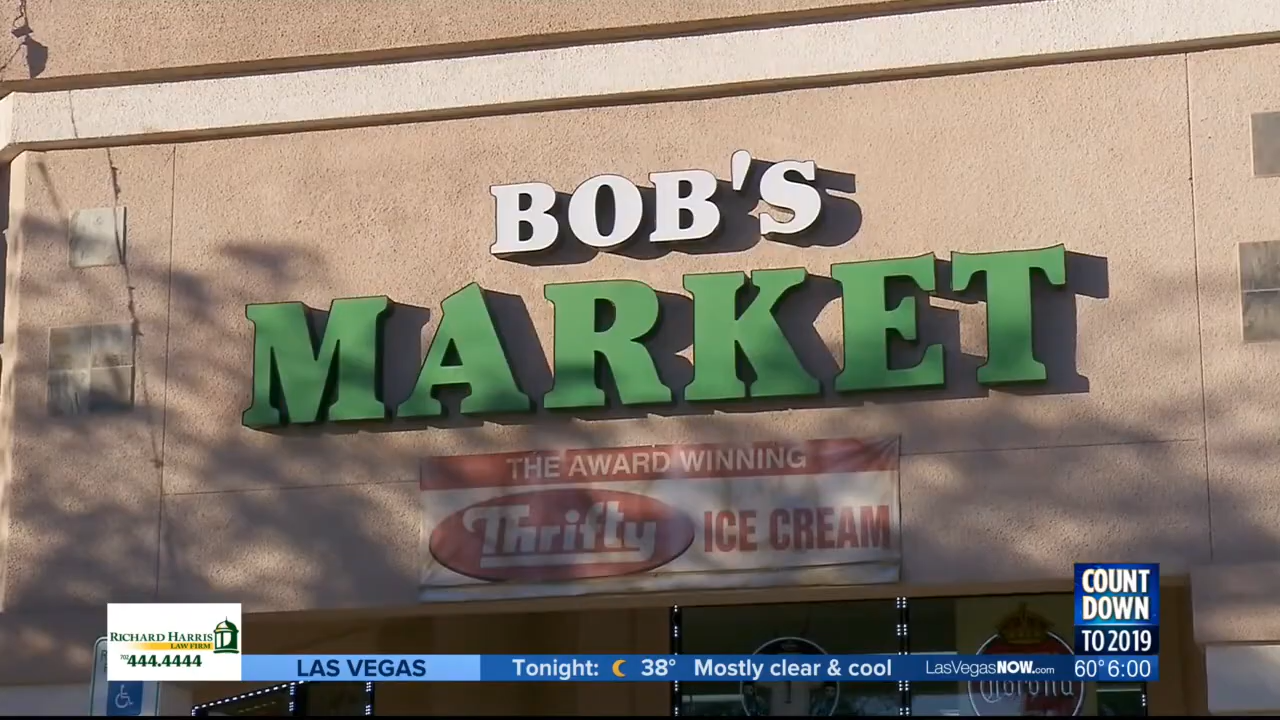 BOB'S
MARKET
THE AWARD WINNING
Thrifty ICE CREAM
COUNT
DOWN
TO 2019
RICHARD HARRIS
LAW FIRM
702 444.4444
LAS VEGAS
Tonight: 38° Mostly clear & cool
LasVegasNOW.com
60° 6:00
Corona